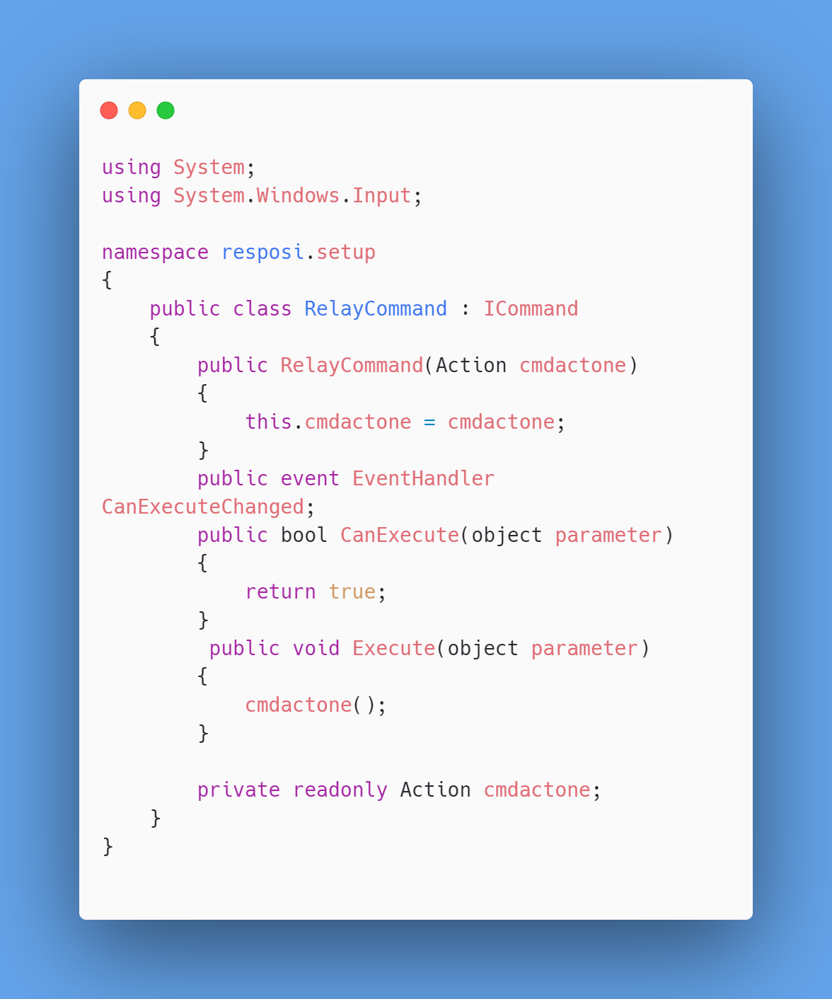 using System;
using System.Windows.Input;

namespace resposi.setup
{
    public class RelayCommand : ICommand
    {
        public RelayCommand(Action cmdactone)
        {
            this.cmdactone = cmdactone;
        }
        public event EventHandler
CanExecuteChanged;
        public bool CanExecute(object parameter)
        {
            return true;
        }
         public void Execute(object parameter)
        {
            cmdactone();
        }

        private readonly Action cmdactone;
    }
}